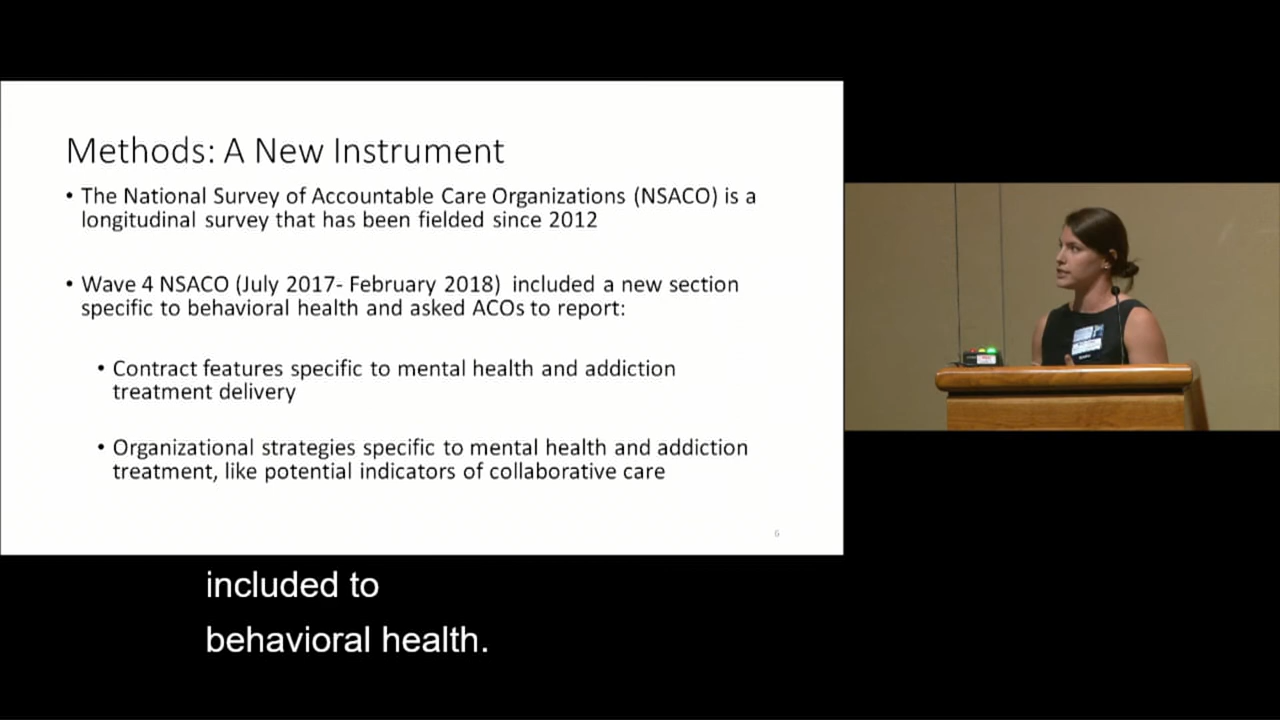 Methods: A New Instrument
• The National Survey of Accountable Care Organizations (NSACO) is a
longitudinal survey that has been fielded since 2012
• Wave 4 NSACO (July 2017- February 2018) included a new section
specific to behavioral health and asked ACOs to report:
• Contract features specific to mental health and addiction
treatment delivery
• Organizational strategies specific to mental health and addiction
treatment, like potential indicators of collaborative care
6
included to
behavioral health.